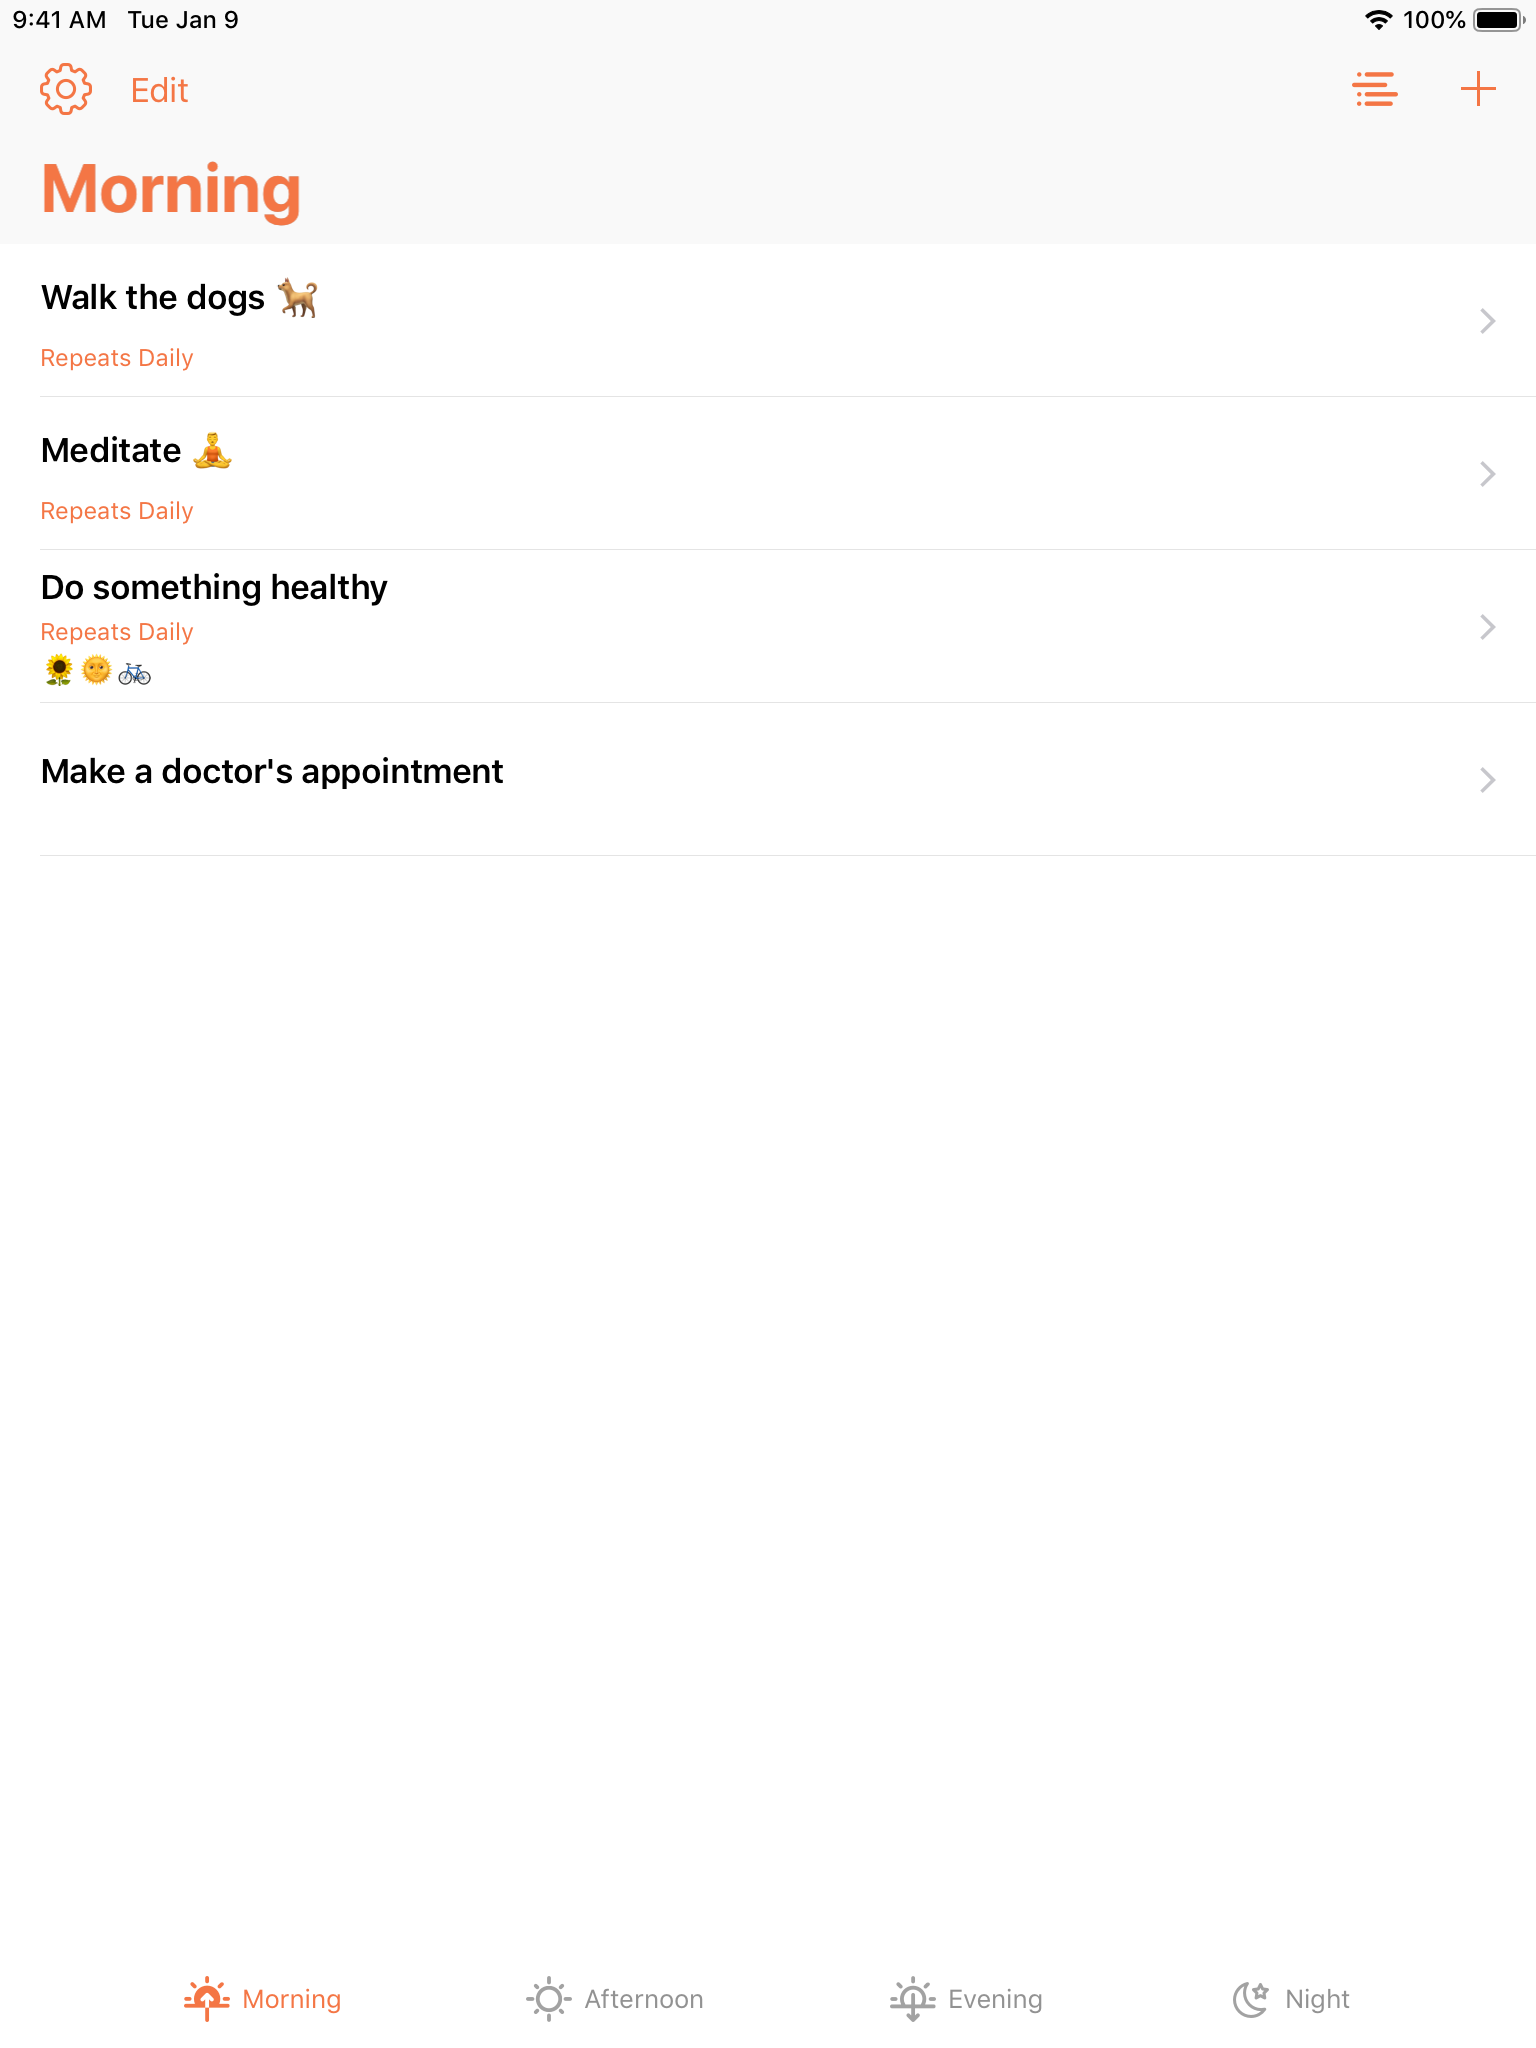 9:41 AM Tue Jan 9 100%
Edit
Morning
Walk the dogs 🐕
Repeats Daily
Meditate 🧘
Repeats Daily
Do something healthy
Repeats Daily
🌻🌞🚲
Make a doctor's appointment
Morning Afternoon Evening Night